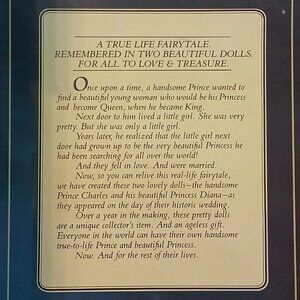 A TRUE LIFE FAIRYTALE.
REMEMBERED IN TWO BEAUTIFUL DOLLS.
FOR ALL TO LOVE & TREASURE.
Once upon a time, a handsome Prince wanted to
find a beautiful young woman who would be his Princess
and become Queen, when he became King.
Next door to him lived a little girl. She was very
pretty. But she was only a little girl.
Years later, he realized that the little girl next
door had grown up to be the very beautiful Princess he
had been searching for all over the world!
And they fell in love. And were married.
Now, so you can relive this real-life fairytale,
we have created these two lovely dolls—the handsome
Prince Charles and his beautiful Princess Diana—as
they appeared on the day of their historic wedding.
Over a year in the making, these pretty dolls
are a unique collector's item. And an ageless gift.
Everyone in the world can have their own handsome
true-to-life Prince and beautiful Princess.
Now. And for the rest of their lives.